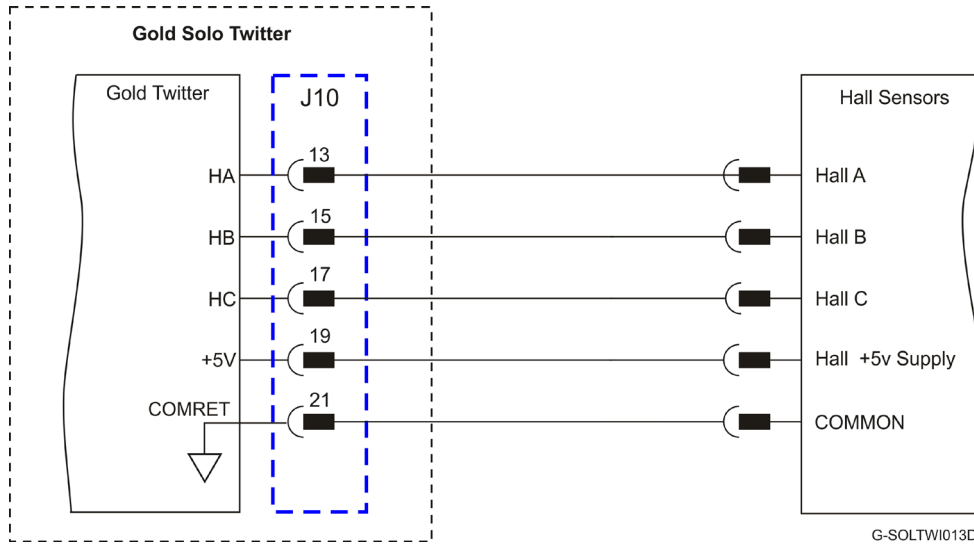 Gold Solo Twitter
Gold Twitter
J10
Hall Sensors
HA
13
Hall A
HB
15
Hall B
HC
17
Hall C
+5V
19
Hall +5v Supply
COMRET
21
COMMON
G-SOLTWI013D